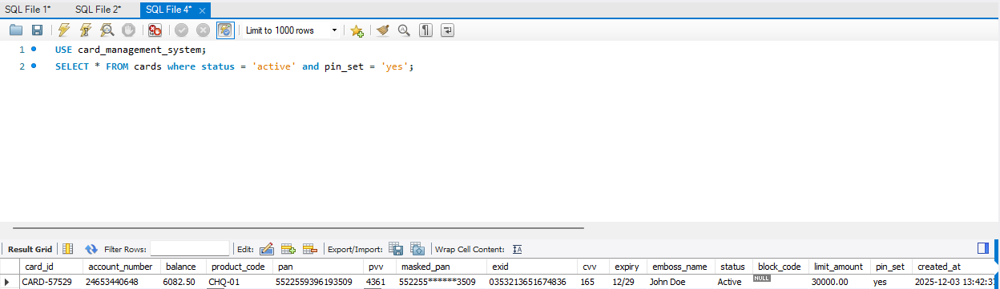 SQL File 1* SQL File 2* SQL File 4*
Limit to 1000 rows
1 USE card_management_system;
2 SELECT * FROM cards where status = 'active' and pin_set = 'yes';
Result Grid Filter Rows: Edit: Export/Import: Wrap Cell Content:
card_id account_number balance product_code pan pvv masked_pan exid cvv expiry emboss_name status block_code limit_amount pin_set created_at
CARD-57529 24653440648 6082.50 CHQ-01 5522559396193509 4361 552255******3509 0353213651674836 165 12/29 John Doe Active NULL 30000.00 yes 2025-12-03 13:42:37